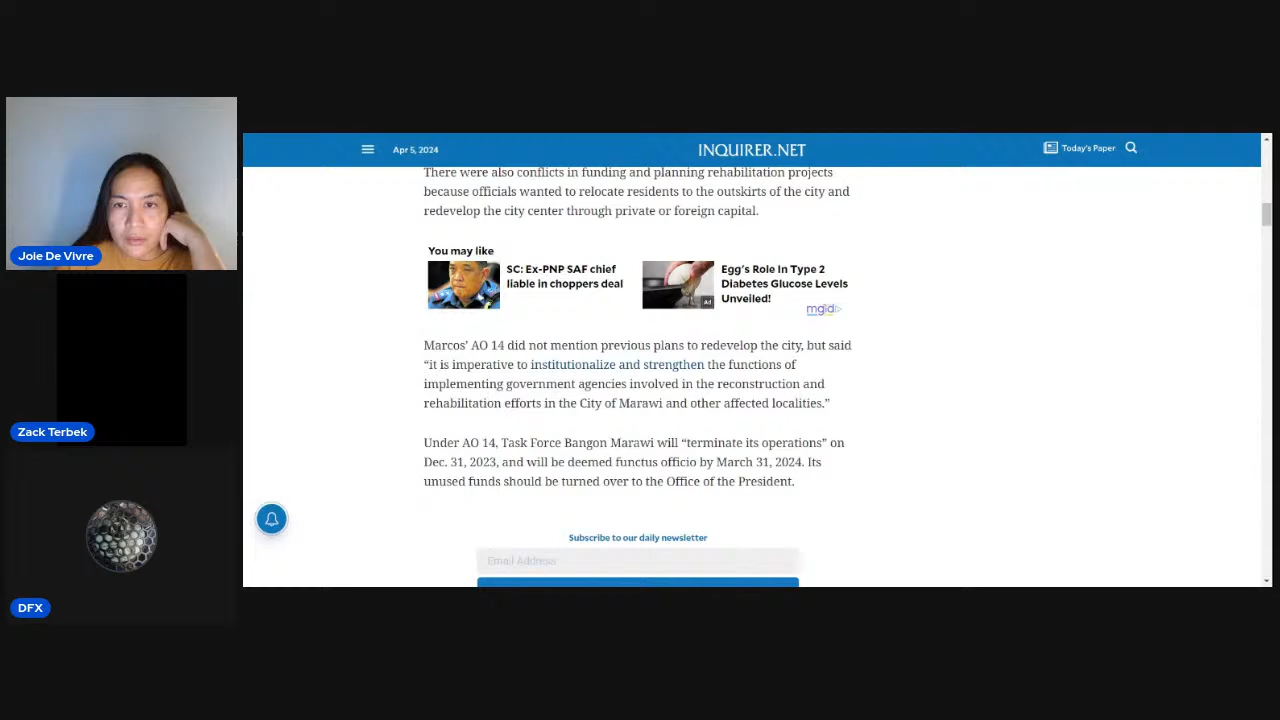 Apr 5, 2024
INQUIRER.NET
Today's Paper
There were also conflicts in funding and planning rehabilitation projects
because officials wanted to relocate residents to the outskirts of the city and
redevelop the city center through private or foreign capital.
You may like
SC: Ex-PNP SAF chief
liable in choppers deal
Egg's Role In Type 2
Diabetes Glucose Levels
Unveiled!
Ad
mgid
Marcos’ AO 14 did not mention previous plans to redevelop the city, but said
“it is imperative to institutionalize and strengthen the functions of
implementing government agencies involved in the reconstruction and
rehabilitation efforts in the City of Marawi and other affected localities.”
Under AO 14, Task Force Bangon Marawi will “terminate its operations” on
Dec. 31, 2023, and will be deemed functus officio by March 31, 2024. Its
unused funds should be turned over to the Office of the President.
Subscribe to our daily newsletter
Email Address
Joie De Vivre
Zack Terbek
DFX